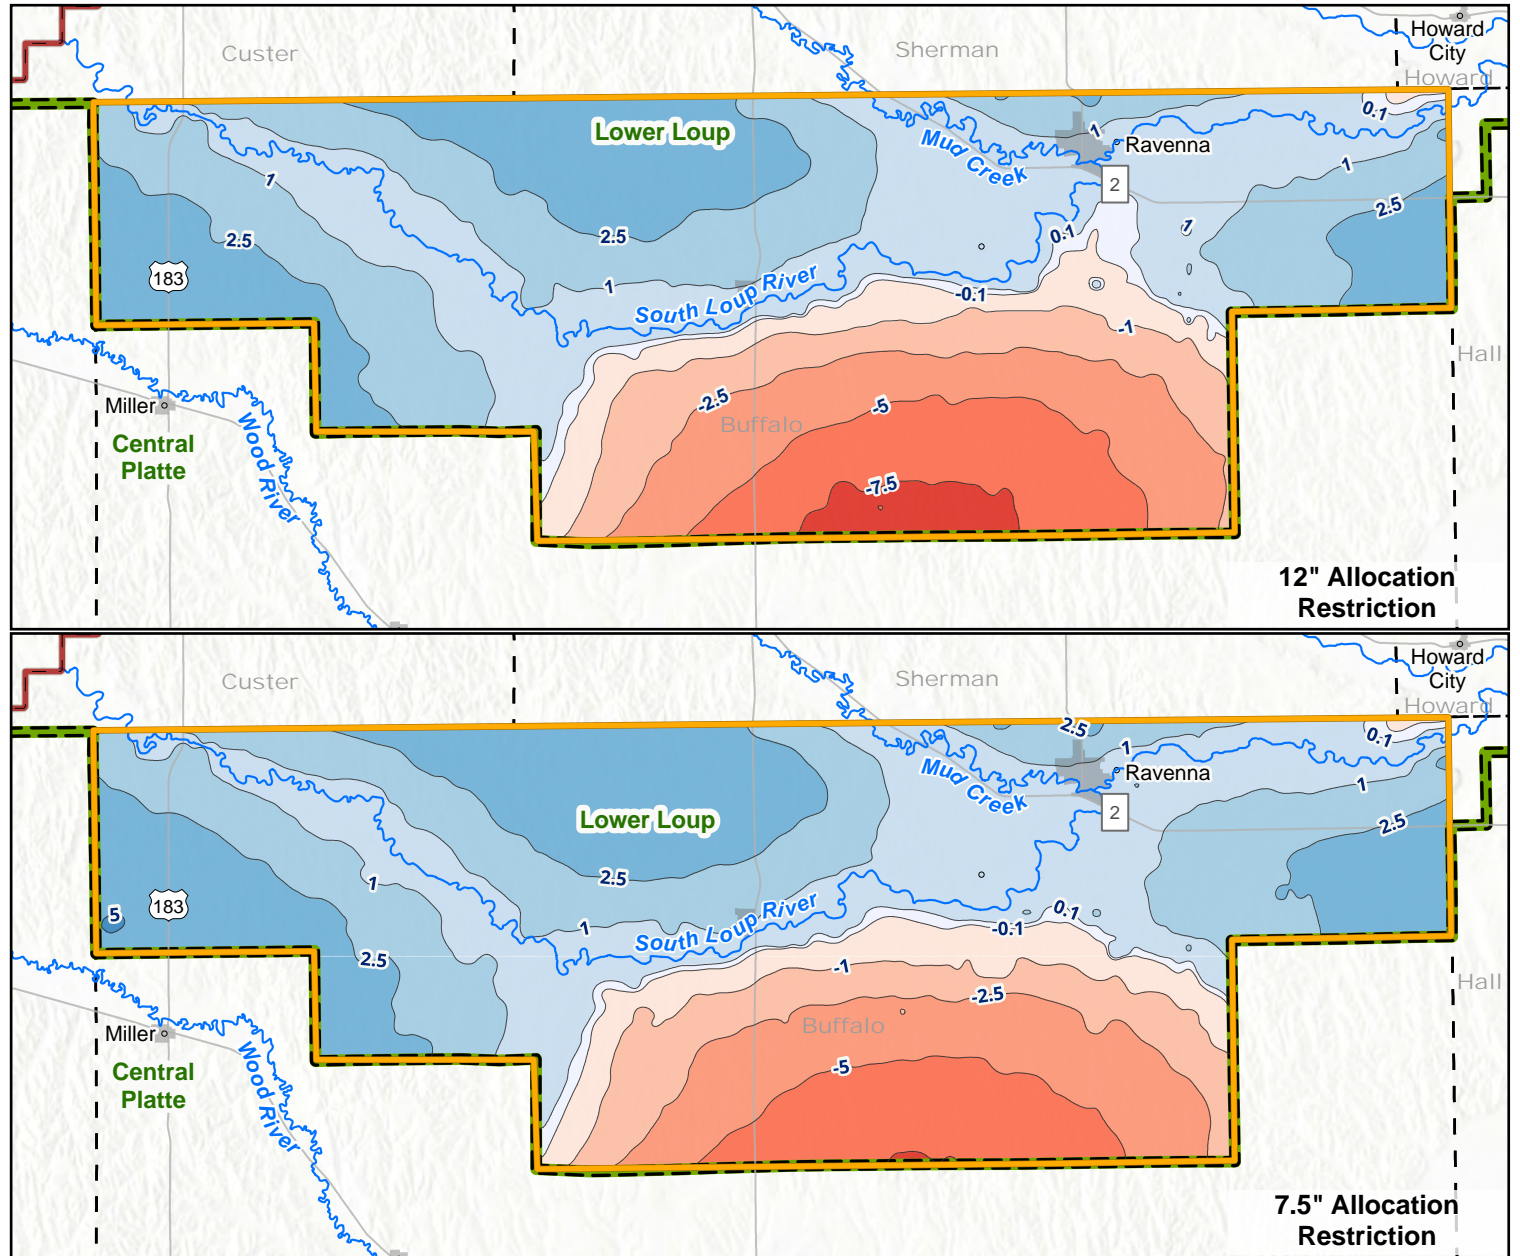 Custer
Sherman
Howard
City
Howard
0.1
Lower Loup
1
Ravenna
Mud Creek
2
1
1
2.5
2.5
2.5
0.1
1
183
1
South Loup River
-0.1
-1
Hall
Miller
-2.5
-5
Buffalo
Central
Platte
Wood River
-7.5
12" Allocation
Restriction
Custer
Sherman
Howard
City
Howard
2.5
0.1
1
Ravenna
Mud Creek
1
2
Lower Loup
2.5
2.5
1
5
183
0.1
1
South Loup River
-0.1
2.5
-1
Hall
-2.5
Miller
Buffalo
Central
Platte
Wood River
-5
7.5" Allocation
Restriction